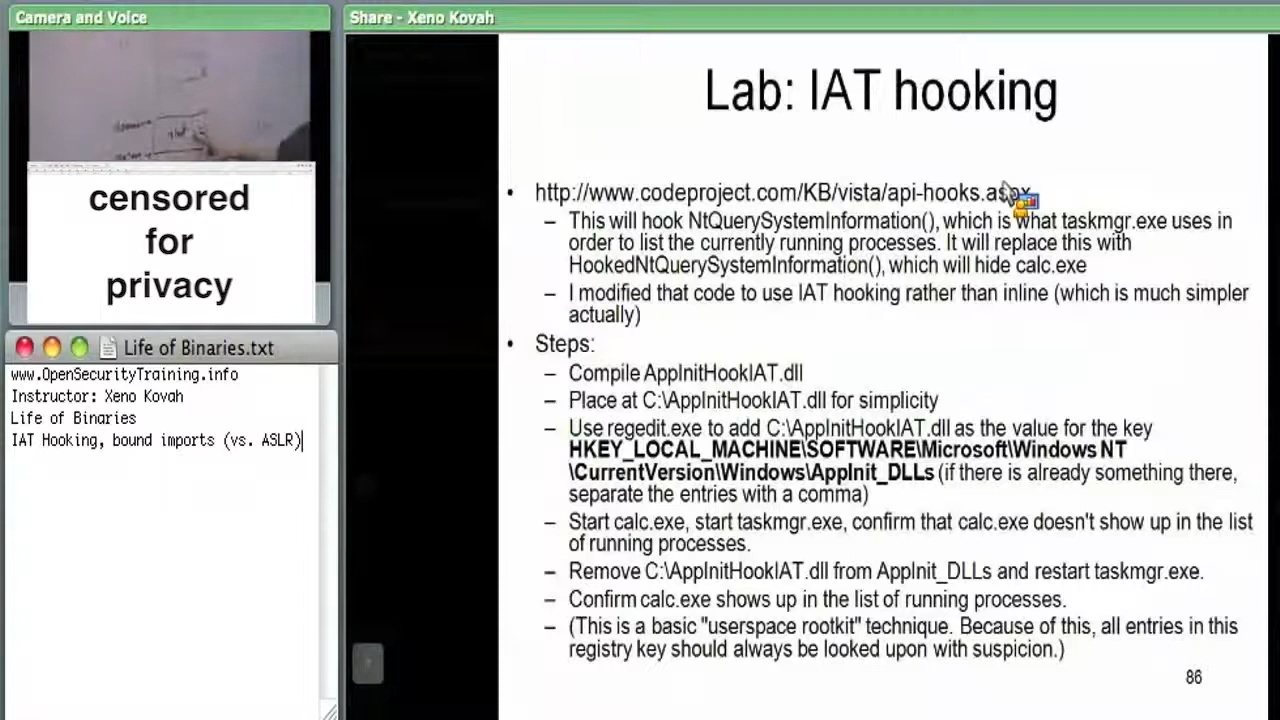 Camera and Voice
censored
for
privacy
Life of Binaries.txt
www.OpenSecurityTraining.info
Instructor: Xeno Kovah
Life of Binaries
IAT Hooking, bound imports (vs. ASLR)
Share - Xeno Kovah
Lab: IAT hooking
• http://www.codeproject.com/KB/vista/api-hooks.aspx
– This will hook NtQuerySystemInformation(), which is what taskmgr.exe uses in
order to list the currently running processes. It will replace this with
HookedNtQuerySystemInformation(), which will hide calc.exe
– I modified that code to use IAT hooking rather than inline (which is much simpler
actually)
• Steps:
– Compile AppInitHookIAT.dll
– Place at C:\AppInitHookIAT.dll for simplicity
– Use regedit.exe to add C:\AppInitHookIAT.dll as the value for the key
HKEY_LOCAL_MACHINE\SOFTWARE\Microsoft\Windows NT
\CurrentVersion\Windows\AppInit_DLLs (if there is already something there,
separate the entries with a comma)
– Start calc.exe, start taskmgr.exe, confirm that calc.exe doesn't show up in the list
of running processes.
– Remove C:\AppInitHookIAT.dll from AppInit_DLLs and restart taskmgr.exe.
– Confirm calc.exe shows up in the list of running processes.
– (This is a basic "userspace rootkit" technique. Because of this, all entries in this
registry key should always be looked upon with suspicion.)
86